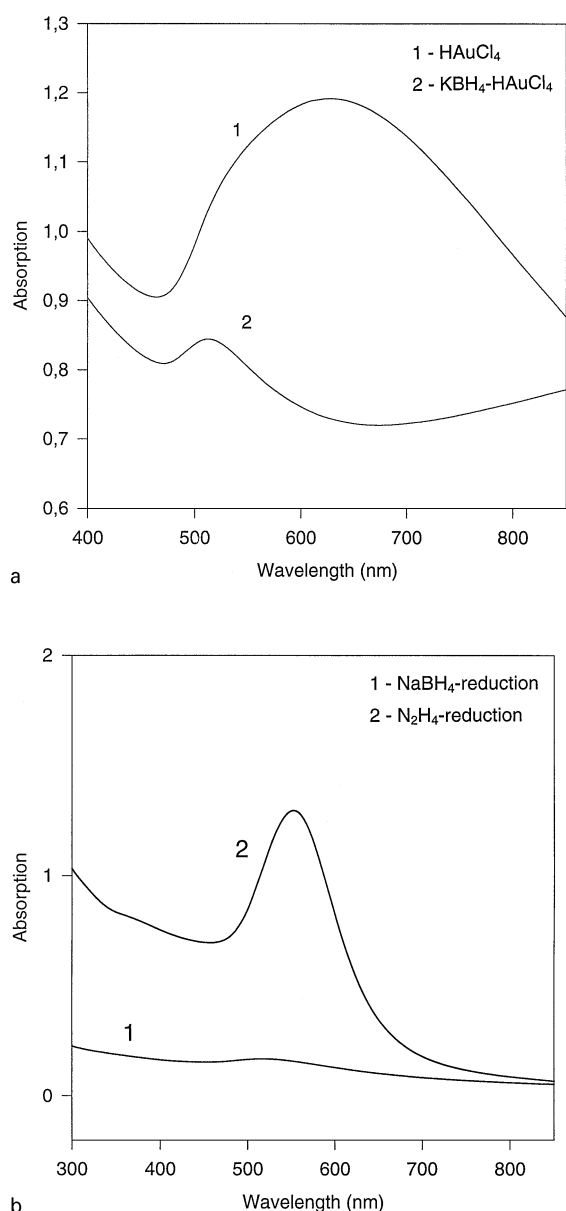 1,3
1 - HAuCl₄
2 - KBH₄-HAuCl₄
1,2
1
1,1
1,0
Absorption
0,9
2
0,8
0,7
0,6
400 500 600 700 800
a
Wavelength (nm)
2
1 - NaBH₄-reduction
2 - N₂H₄-reduction
2
1
Absorption
1
0
300 400 500 600 700 800
b
Wavelength (nm)